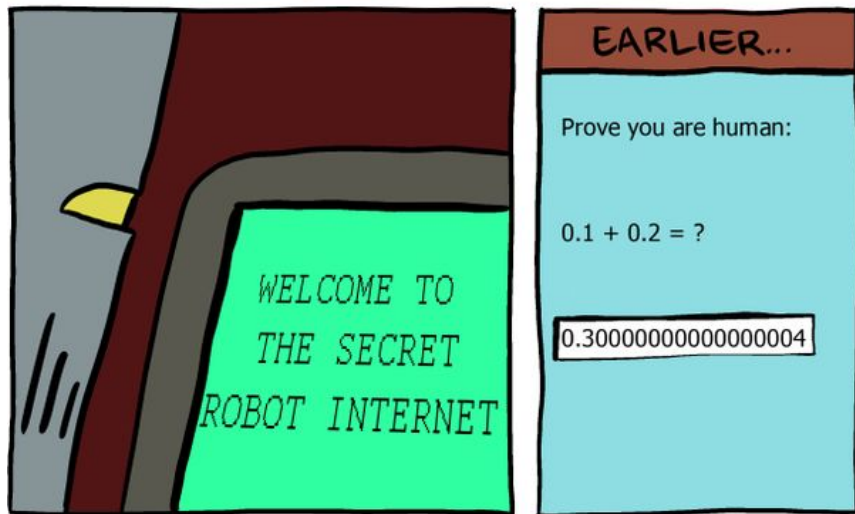 WELCOME TO
THE SECRET
ROBOT INTERNET
EARLIER...
Prove you are human:
0.1 + 0.2 = ?
0.30000000000000004